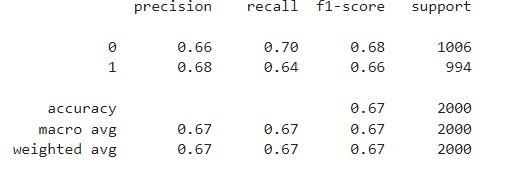 precision recall f1-score support
0 0.66 0.70 0.68 1006
1 0.68 0.64 0.66 994
accuracy 0.67 2000
macro avg 0.67 0.67 0.67 2000
weighted avg 0.67 0.67 0.67 2000